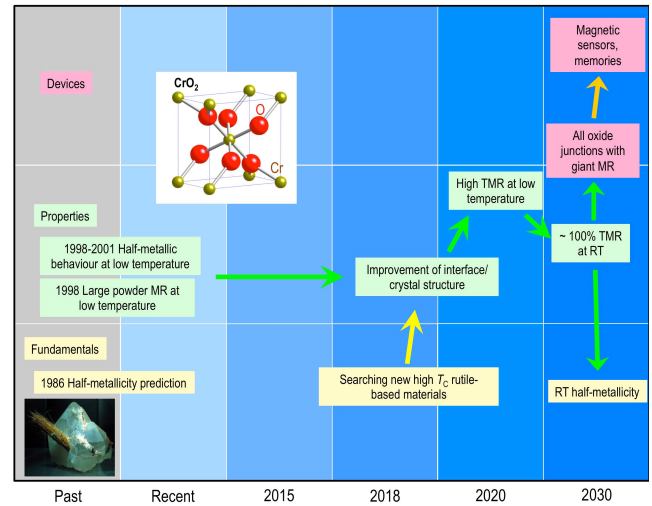 Magnetic
sensors,
memories
Devices
CrO₂
O
Cr
All oxide
junctions with
giant MR
High TMR at low
temperature
Properties
1998-2001 Half-metallic
behaviour at low temperature
~ 100% TMR
at RT
Improvement of interface/
crystal structure
1998 Large powder MR at
low temperature
Fundamentals
1986 Half-metallicity prediction
Searching new high T_C rutile-
based materials
RT half-metallicity
Past
Recent
2015
2018
2020
2030